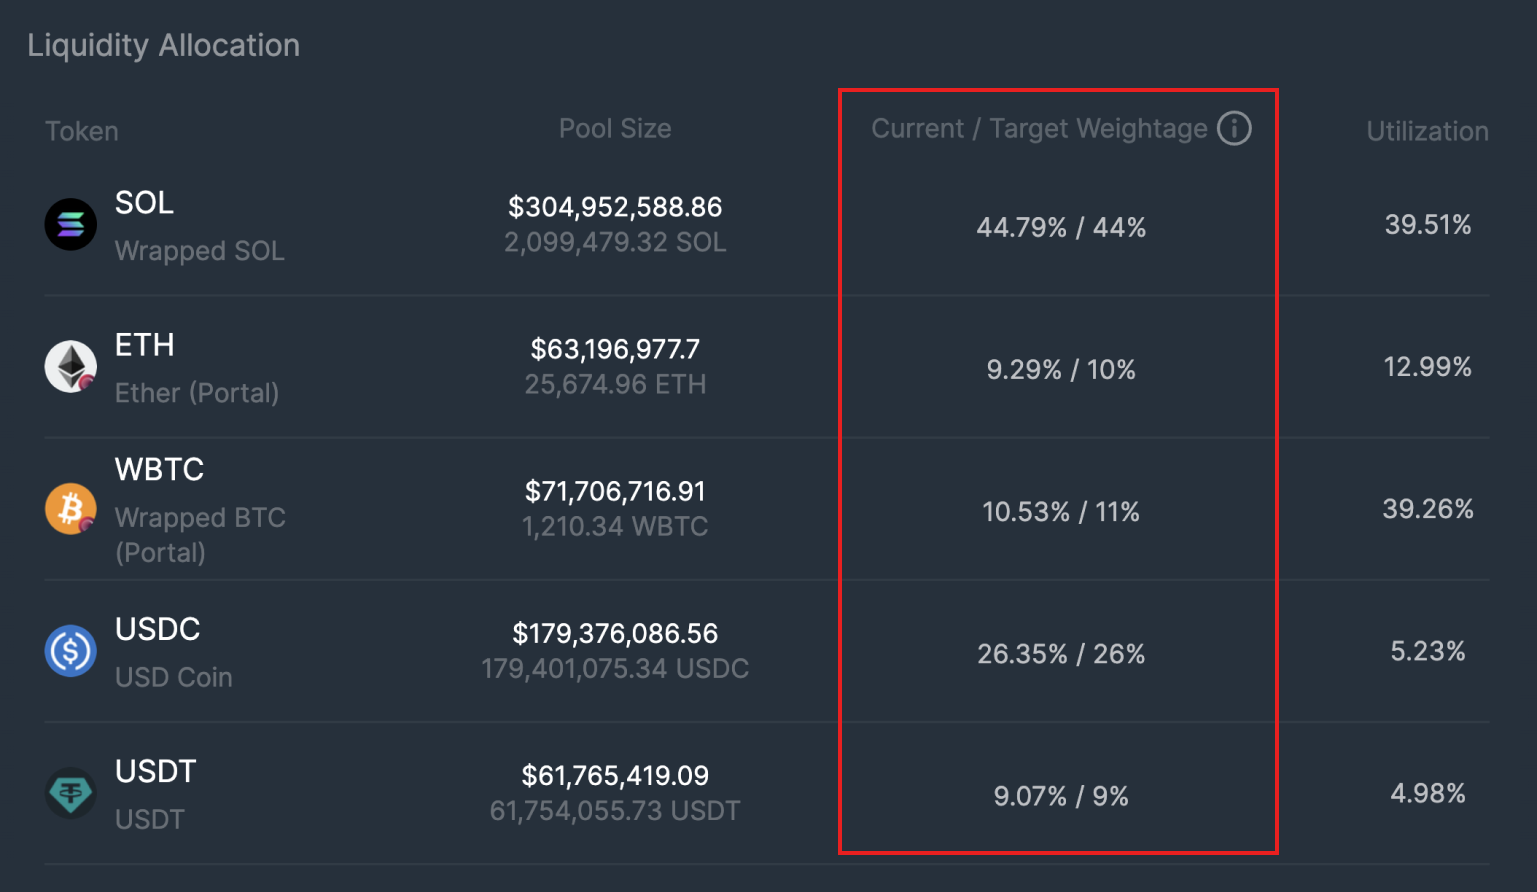 Liquidity Allocation
Token
Pool Size
Current / Target Weightage
Utilization
SOL
Wrapped SOL
$304,952,588.86
2,099,479.32 SOL
44.79% / 44%
39.51%
ETH
Ether (Portal)
$63,196,977.7
25,674.96 ETH
9.29% / 10%
12.99%
WBTC
Wrapped BTC
(Portal)
$71,706,716.91
1,210.34 WBTC
10.53% / 11%
39.26%
USDC
USD Coin
$179,376,086.56
179,401,075.34 USDC
26.35% / 26%
5.23%
USDT
USDT
$61,765,419.09
61,754,055.73 USDT
9.07% / 9%
4.98%